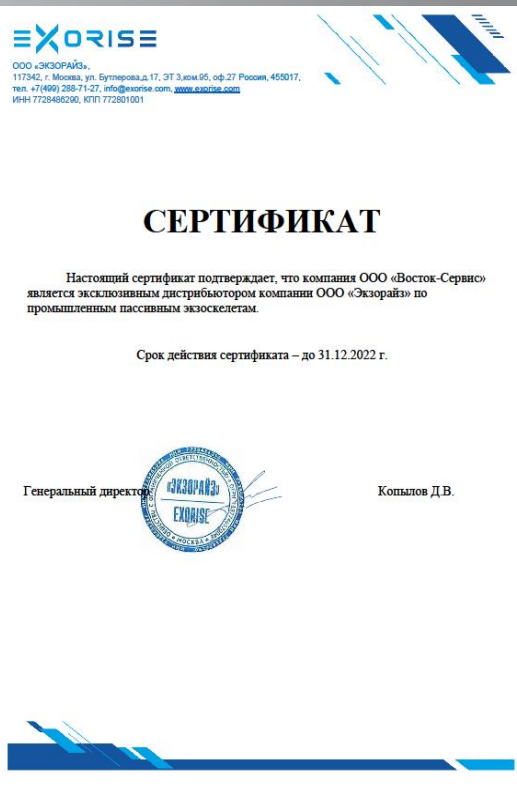 EXORISE
ООО «ЭКЗОРАЙЗ»,
117342, г. Москва, ул. Бутлерова,д.17, ЭТ 3,ком.95, оф.27 Россия, 455017,
тел. +7(499) 288-71-27, info@exorise.com, www.exorise.com
ИНН 7728486290, КПП 772801001
СЕРТИФИКАТ
Настоящий сертификат подтверждает, что компания ООО «Восток-Сервис»
является эксклюзивным дистрибьютором компании ООО «Экзорайз» по
промышленным пассивным экзоскелетам.
Срок действия сертификата – до 31.12.2022 г.
Генеральный директор
Копылов Д.В.
«ЭКЗОРАЙЗ»
EXORISE
МОСКВА